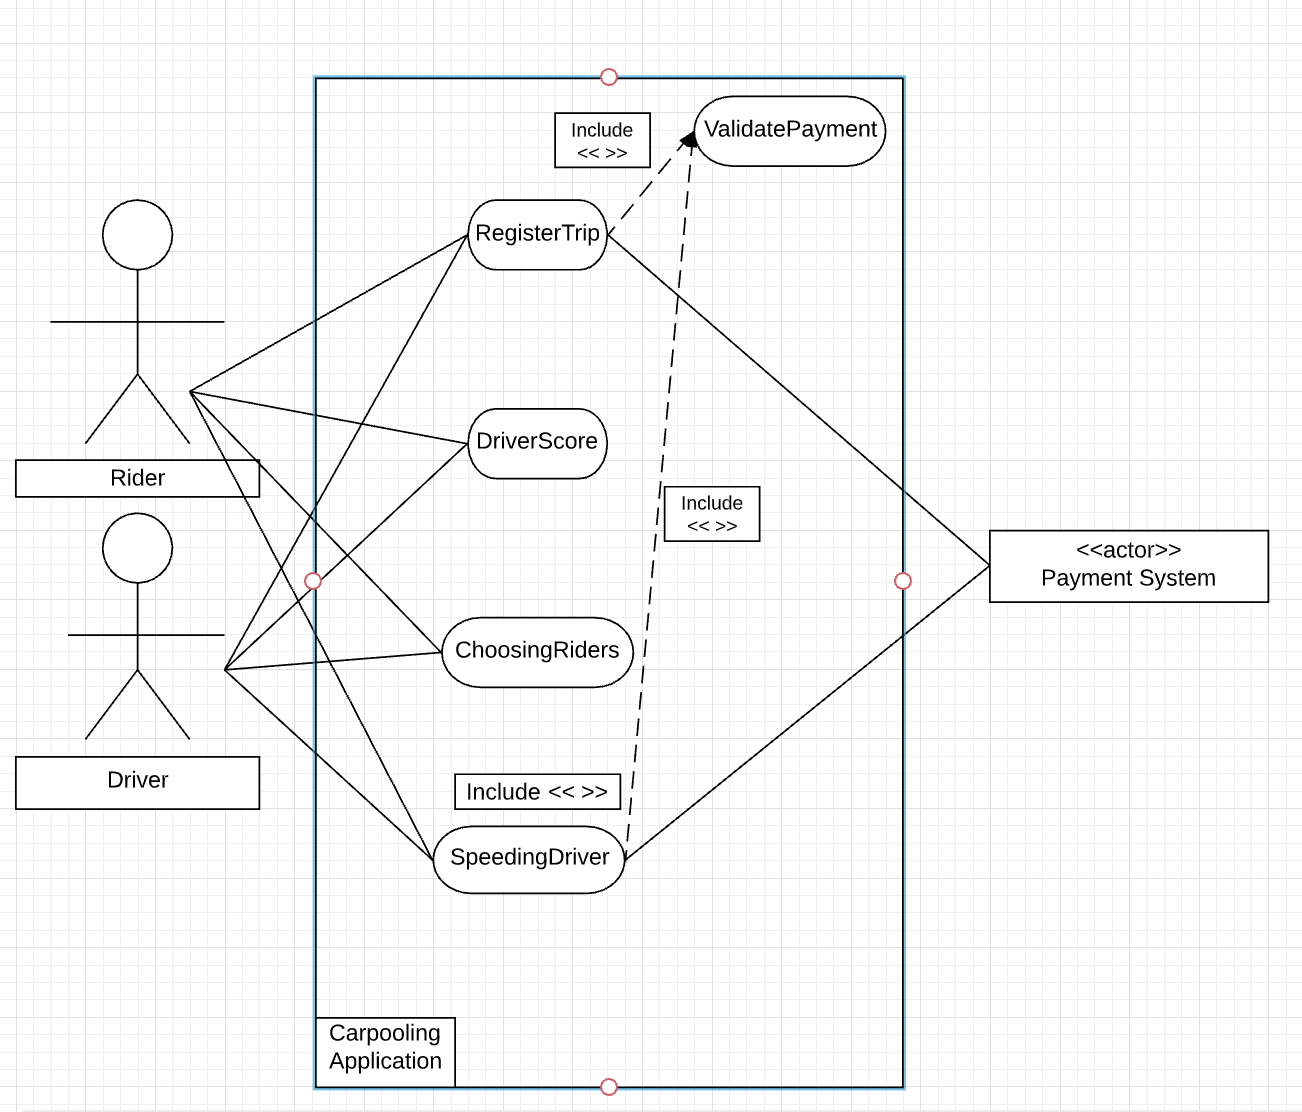 Include
<< >>
ValidatePayment
RegisterTrip
DriverScore
Rider
Include
<< >>
<<actor>>
Payment System
ChoosingRiders
Driver
Include << >>
SpeedingDriver
Carpooling
Application